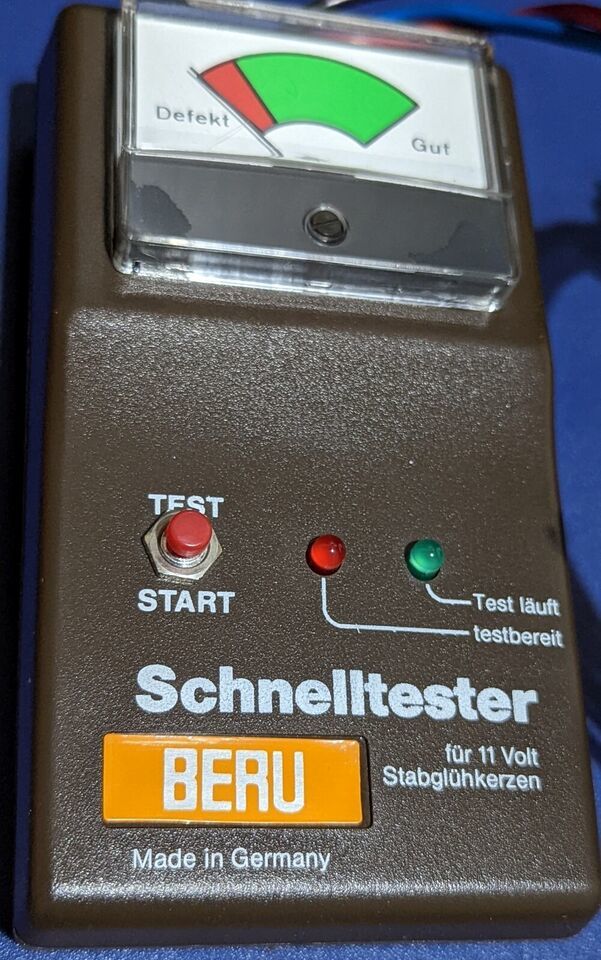 Defekt
Gut
TEST
START
Test läuft
testbereit
Schnelltester
BERU
für 11 Volt
Stabglühkerzen
Made in Germany